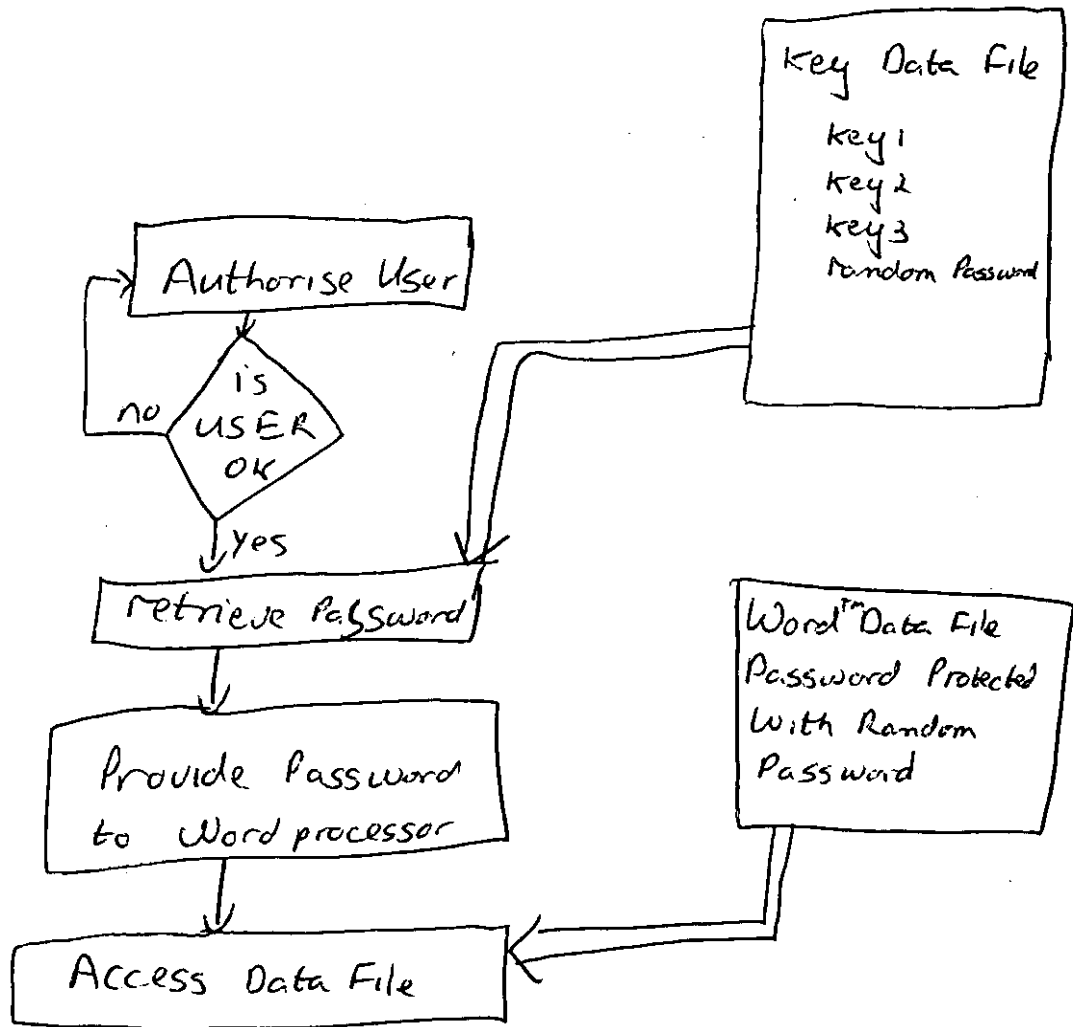 Key Data File
Key1
Key2
Key3
random Password
Authorise User
is
USER
OK
no
yes
retrieve Password
Provide Password
to Word processor
Word™ Data File
Password Protected
With Random
Password
Access Data File